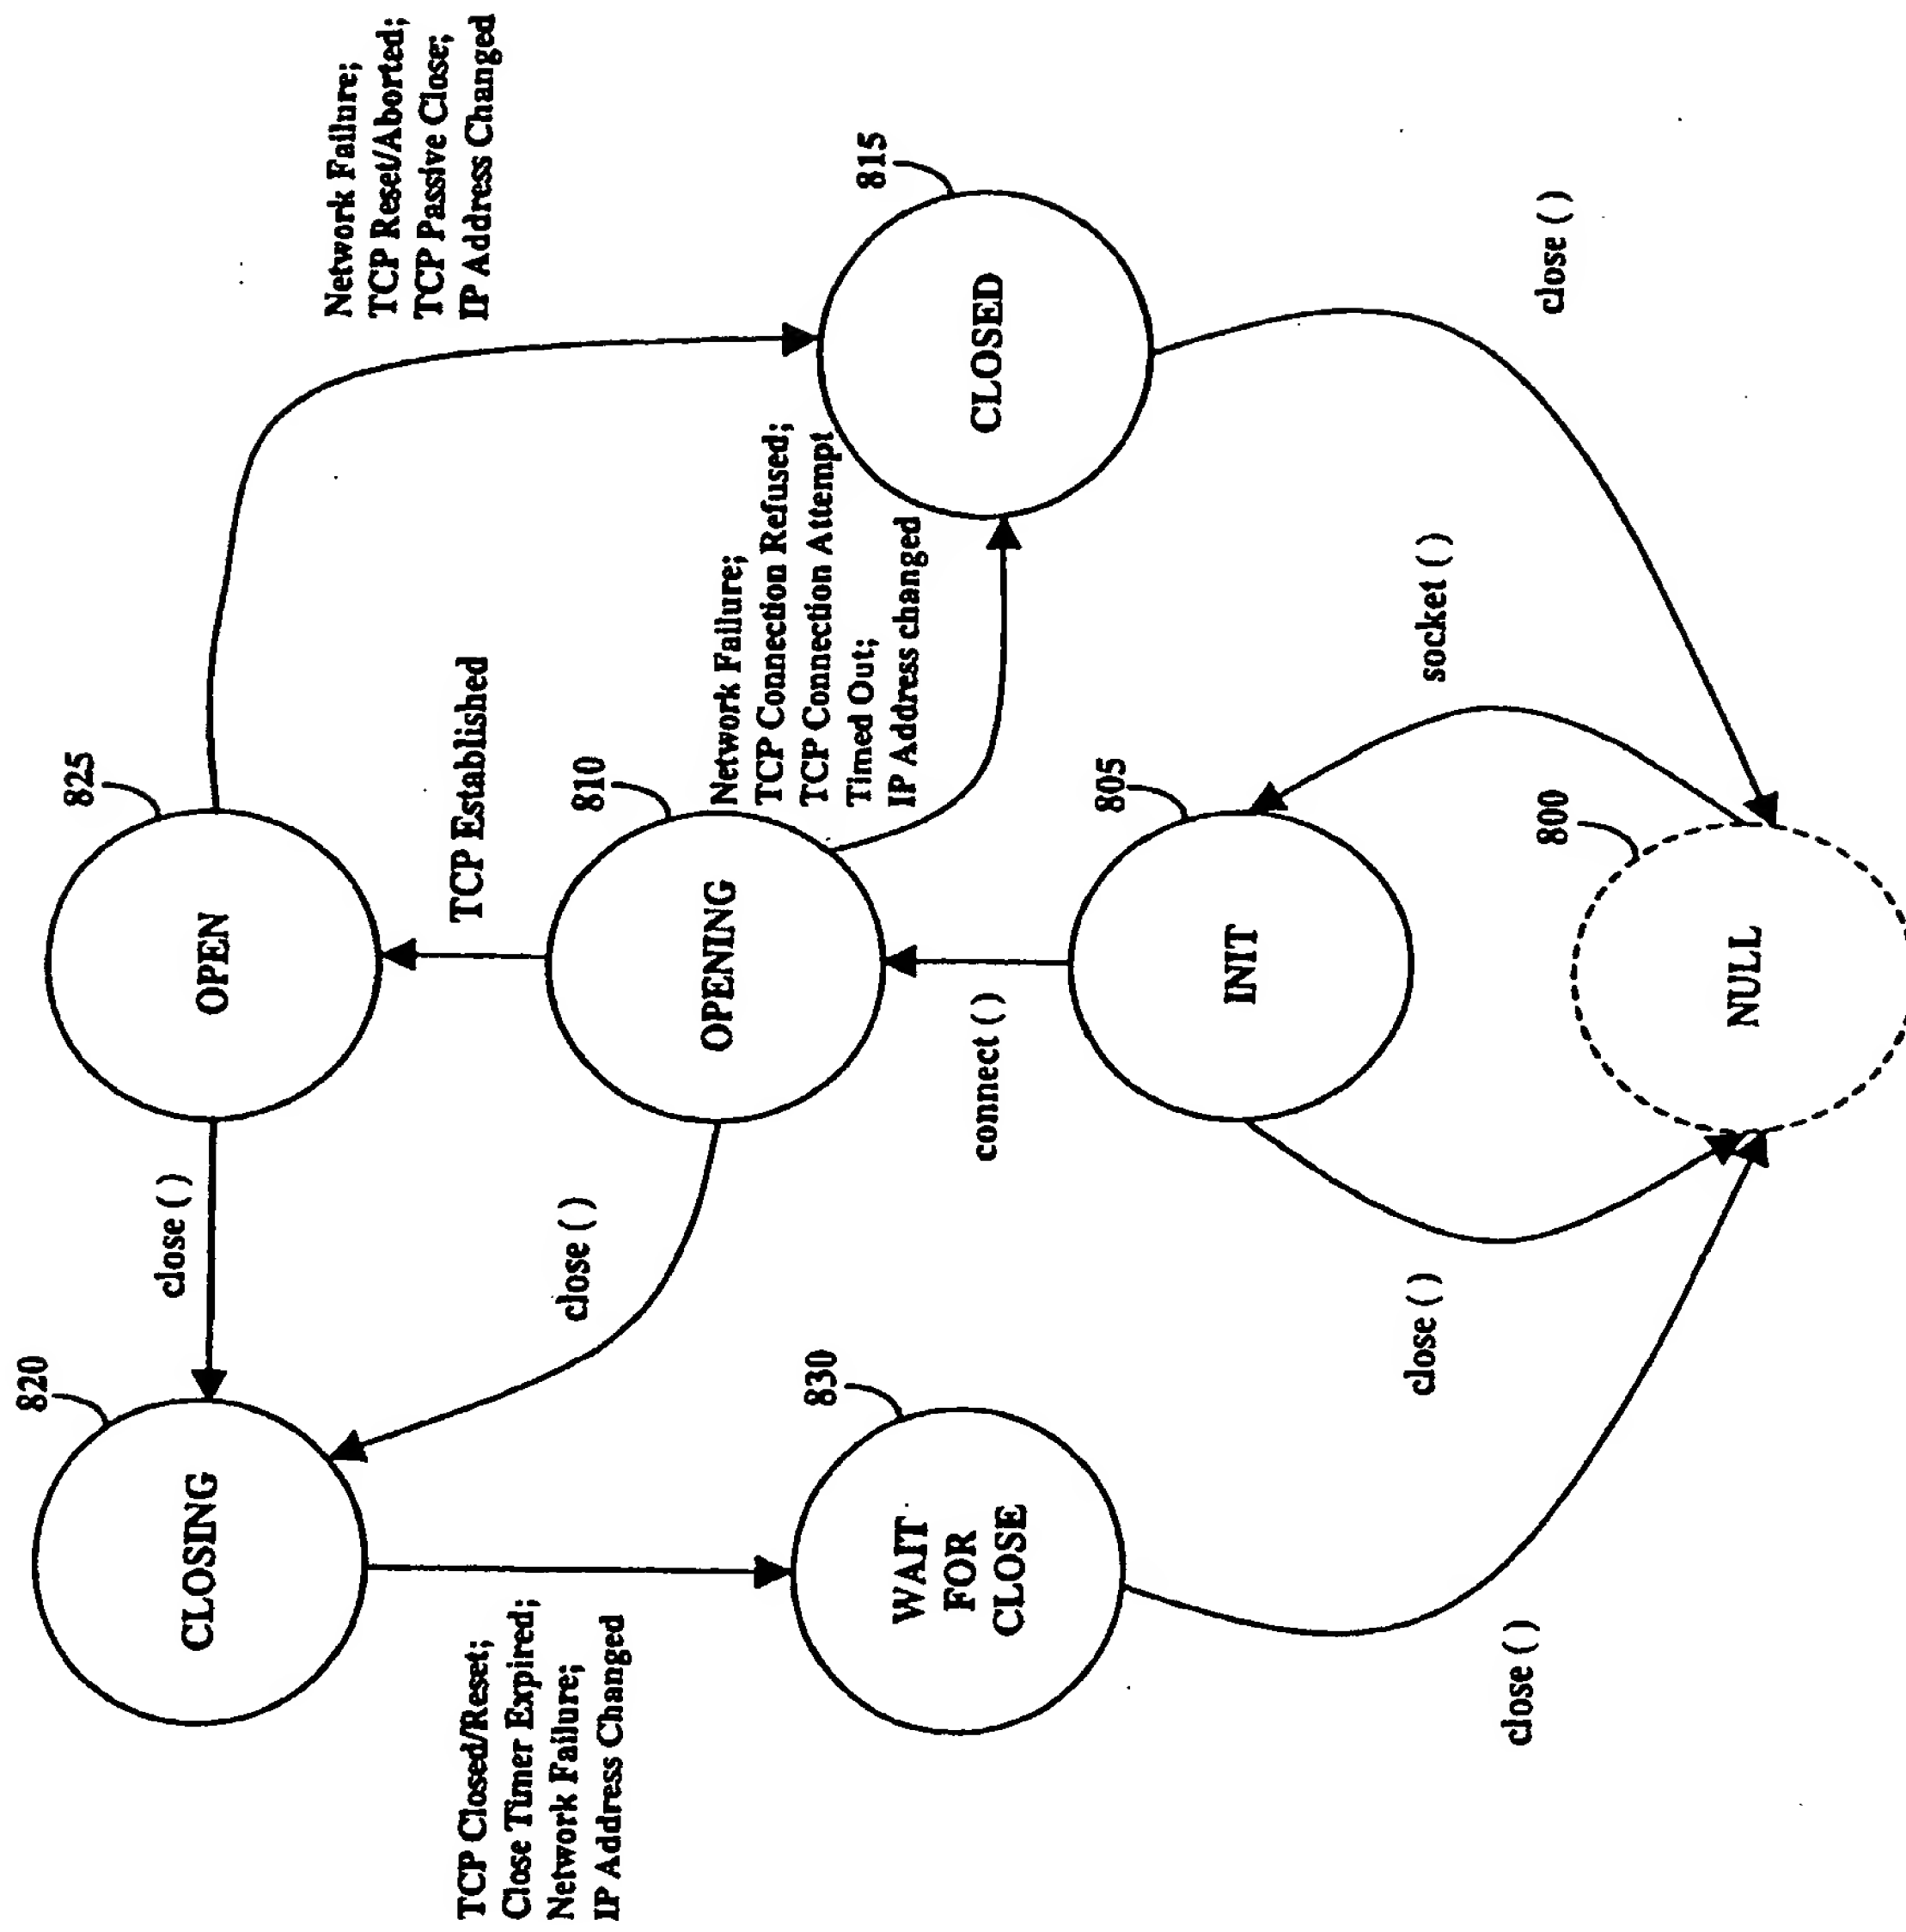 820
CLOSING
close ( )
825
OPEN
Network Failure;
TCP Reset/Aborted;
TCP Passive Close;
IP Address Changed
TCP Closed/Reset;
Close Timer Expired;
Network Failure;
IP Address Changed
close ( )
TCP Established
810
OPENING
Network Failure;
TCP Connection Refused;
TCP Connection Attempt
Timed Out;
IP Address changed
815
CLOSED
830
WAIT
FOR
CLOSE
connect ( )
805
INIT
close ( )
socket ( )
close ( )
close ( )
800
NULL